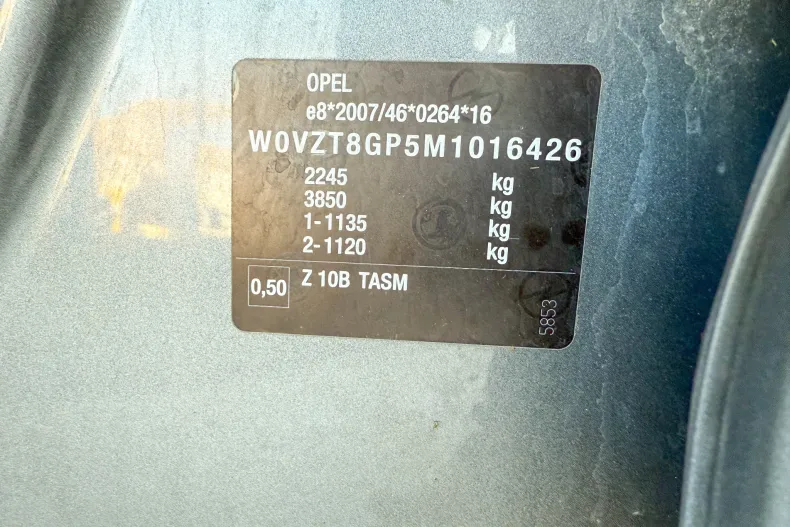 OPEL
e8*2007/46*0264*16
W0VZT8GP5M1016426
2245 kg
3850 kg
1-1135 kg
2-1120 kg
0,50 Z 10B TASM
5853